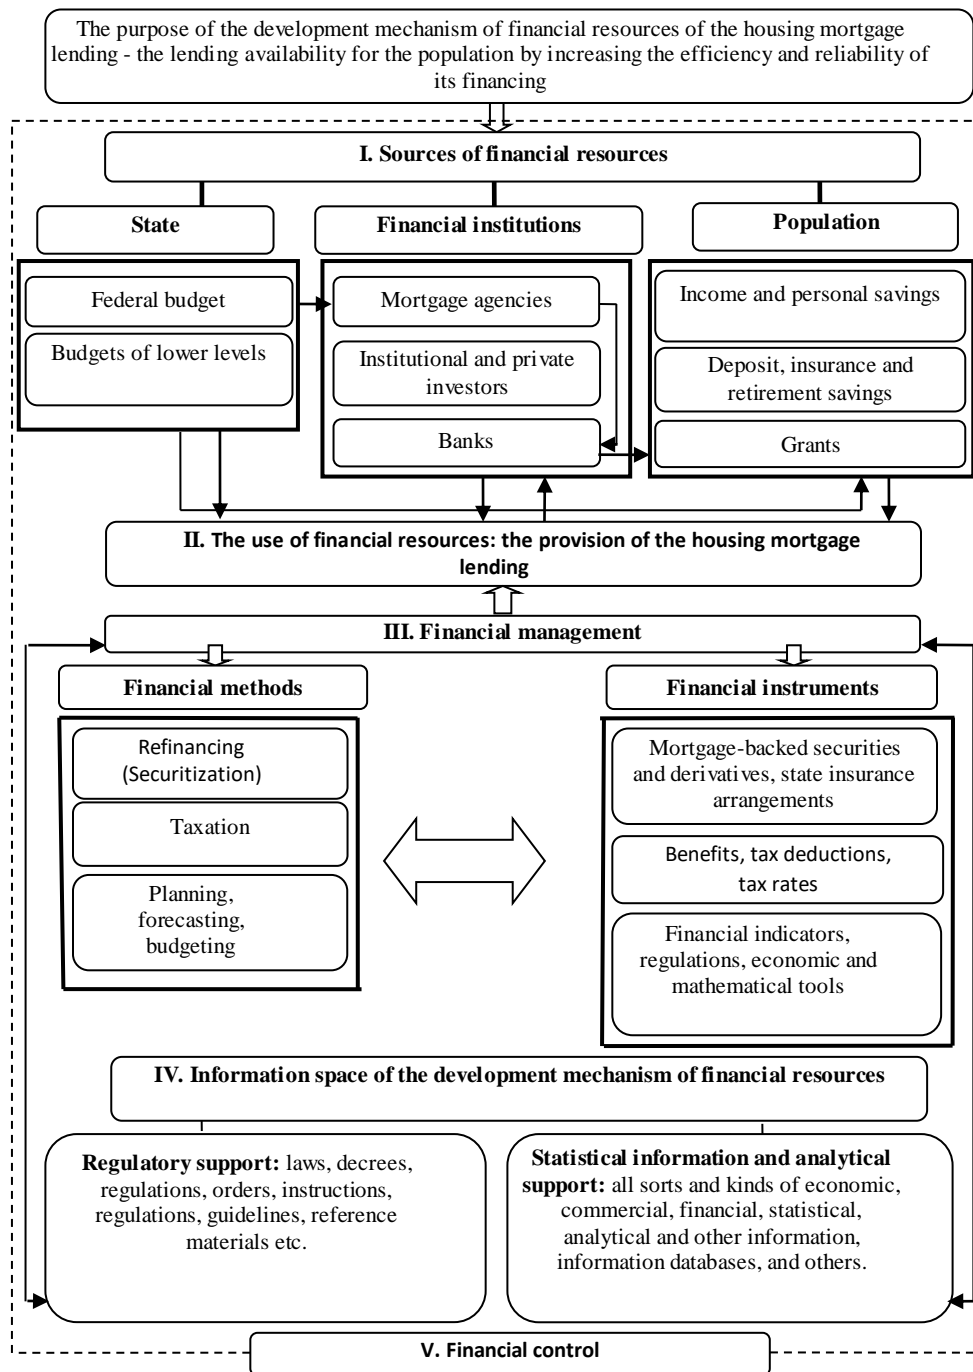 The purpose of the development mechanism of financial resources of the housing mortgage
lending - the lending availability for the population by increasing the efficiency and reliability of
its financing
I. Sources of financial resources
State
Financial institutions
Population
Federal budget
Budgets of lower levels
Mortgage agencies
Institutional and private
investors
Banks
Income and personal savings
Deposit, insurance and
retirement savings
Grants
II. The use of financial resources: the provision of the housing mortgage
lending
III. Financial management
Financial methods
Financial instruments
Refinancing
(Securitization)
Taxation
Planning,
forecasting,
budgeting
Mortgage-backed securities
and derivatives, state insurance
arrangements
Benefits, tax deductions,
tax rates
Financial indicators,
regulations, economic and
mathematical tools
IV. Information space of the development mechanism of financial resources
Regulatory support: laws, decrees,
regulations, orders, instructions,
regulations, guidelines, reference
materials etc.
Statistical information and analytical
support: all sorts and kinds of economic,
commercial, financial, statistical,
analytical and other information,
information databases, and others.
V. Financial control